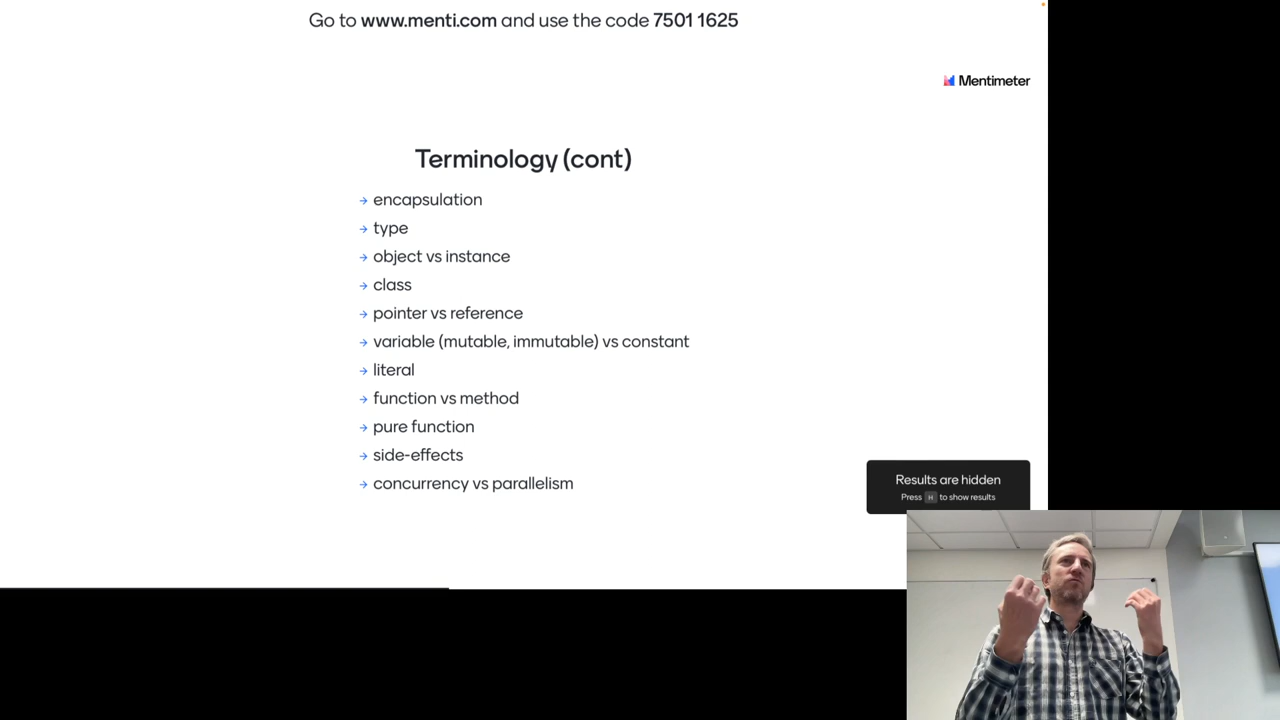 Go to www.menti.com and use the code 7501 1625
Mentimeter
Terminology (cont)
→ encapsulation
→ type
→ object vs instance
→ class
→ pointer vs reference
→ variable (mutable, immutable) vs constant
→ literal
→ function vs method
→ pure function
→ side-effects
→ concurrency vs parallelism
Results are hidden
Press H to show results